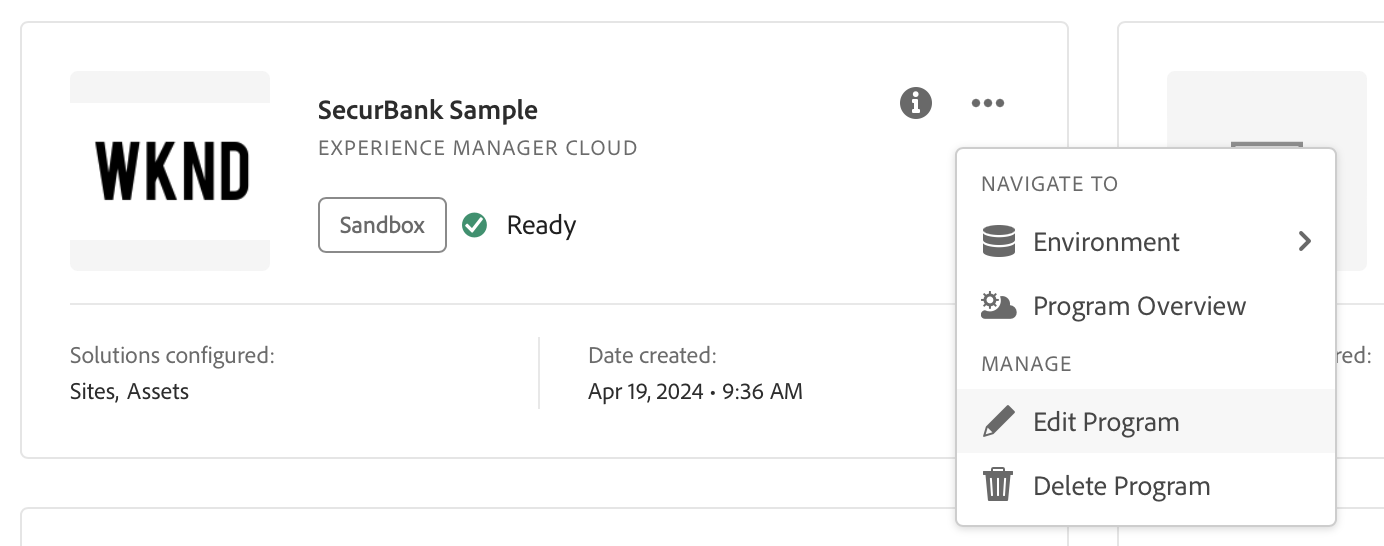 WKND
SecurBank Sample
EXPERIENCE MANAGER CLOUD
Sandbox
Ready
Solutions configured:
Sites, Assets
Date created:
Apr 19, 2024 • 9:36 AM
NAVIGATE TO
Environment
Program Overview
MANAGE
Edit Program
Delete Program
red: